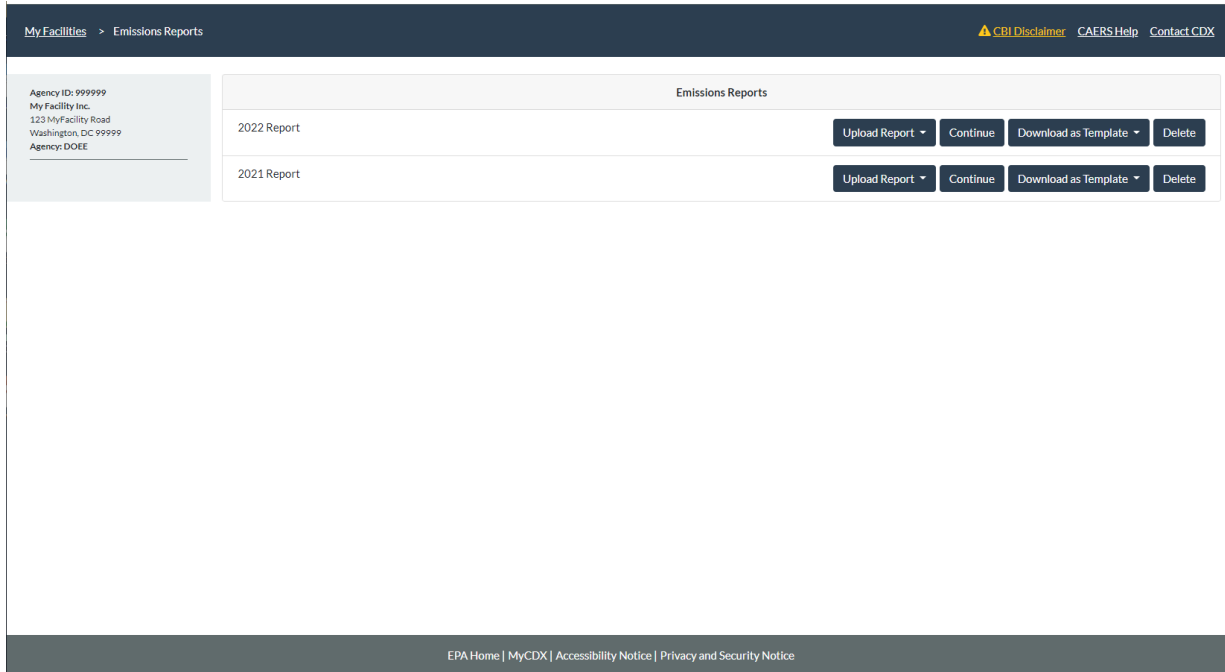 My Facilities > Emissions Reports
CBI Disclaimer CAERS Help Contact CDX
Agency ID: 999999
My Facility Inc.
123 MyFacility Road
Washington, DC 99999
Agency: DOEE
Emissions Reports
2022 Report
Upload Report Continue Download as Template Delete
2021 Report
Upload Report Continue Download as Template Delete
EPA Home | MyCDX | Accessibility Notice | Privacy and Security Notice